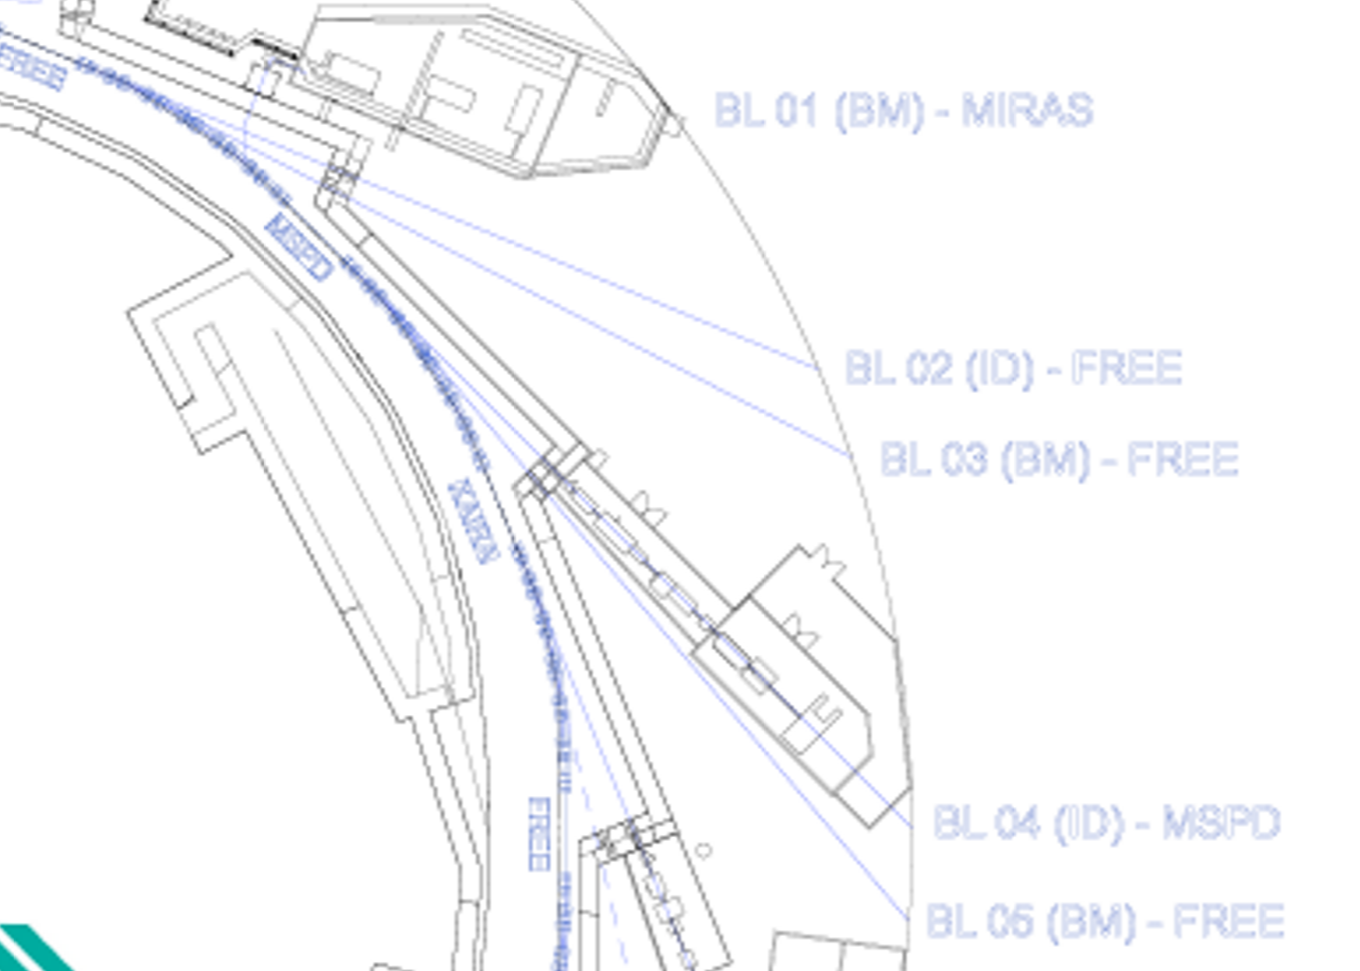 FREE
BL 01 (BM) - MIRAS
MSPD
BL 02 (ID) - FREE
BL 03 (BM) - FREE
XAIRA
BL 04 (ID) - MSPD
FREE
BL 05 (BM) - FREE